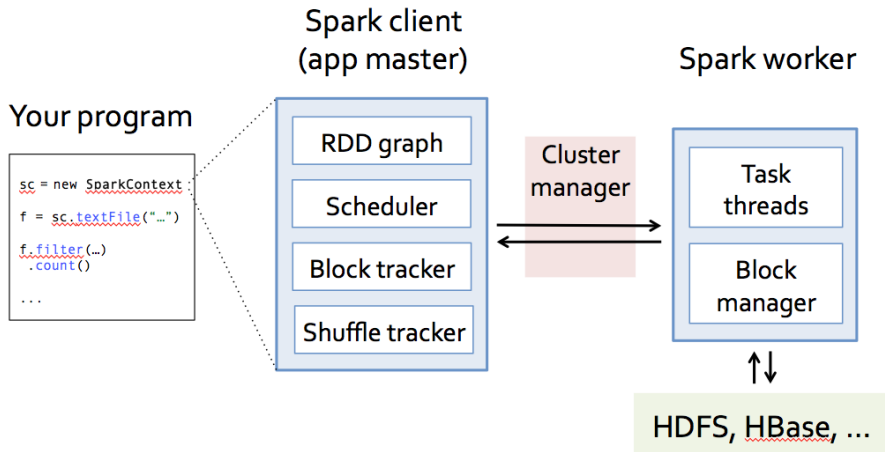 Your program
sc = new SparkContext
f = sc.textFile("…")
f.filter(…)
.count()
...
Spark client
(app master)
RDD graph
Scheduler
Block tracker
Shuffle tracker
Cluster
manager
Spark worker
Task
threads
Block
manager
HDFS, HBase, …